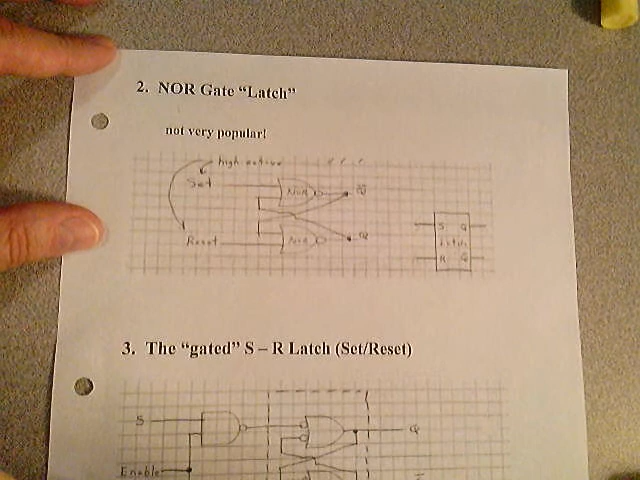 2. NOR Gate "Latch"
not very popular!
high-active
Set
NOR
Q̅
Reset
NOR
Q
S Q
Latch
R Q̅
3. The "gated" S – R Latch (Set/Reset)
S
Q
Enable